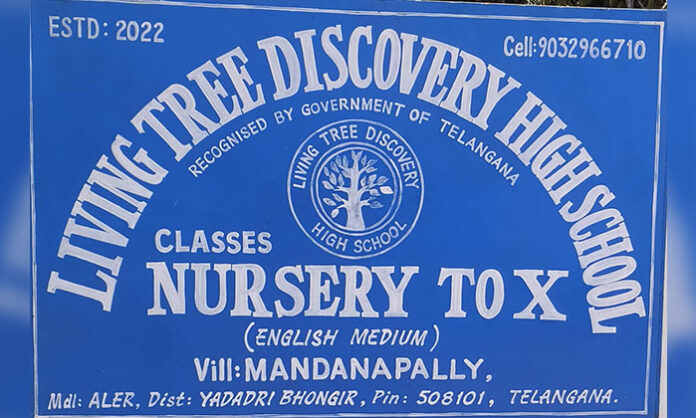 ESTD: 2022
Cell:9032966710
LIVING TREE DISCOVERY HIGH SCHOOL
RECOGNISED BY GOVERNMENT OF TELANGANA
LIVING TREE DISCOVERY
HIGH SCHOOL
CLASSES
NURSERY TO X
(ENGLISH MEDIUM)
Vill: MANDANAPALLY,
Mdl: ALER, Dist: YADADRI BHONGIR, Pin: 508101, TELANGANA.